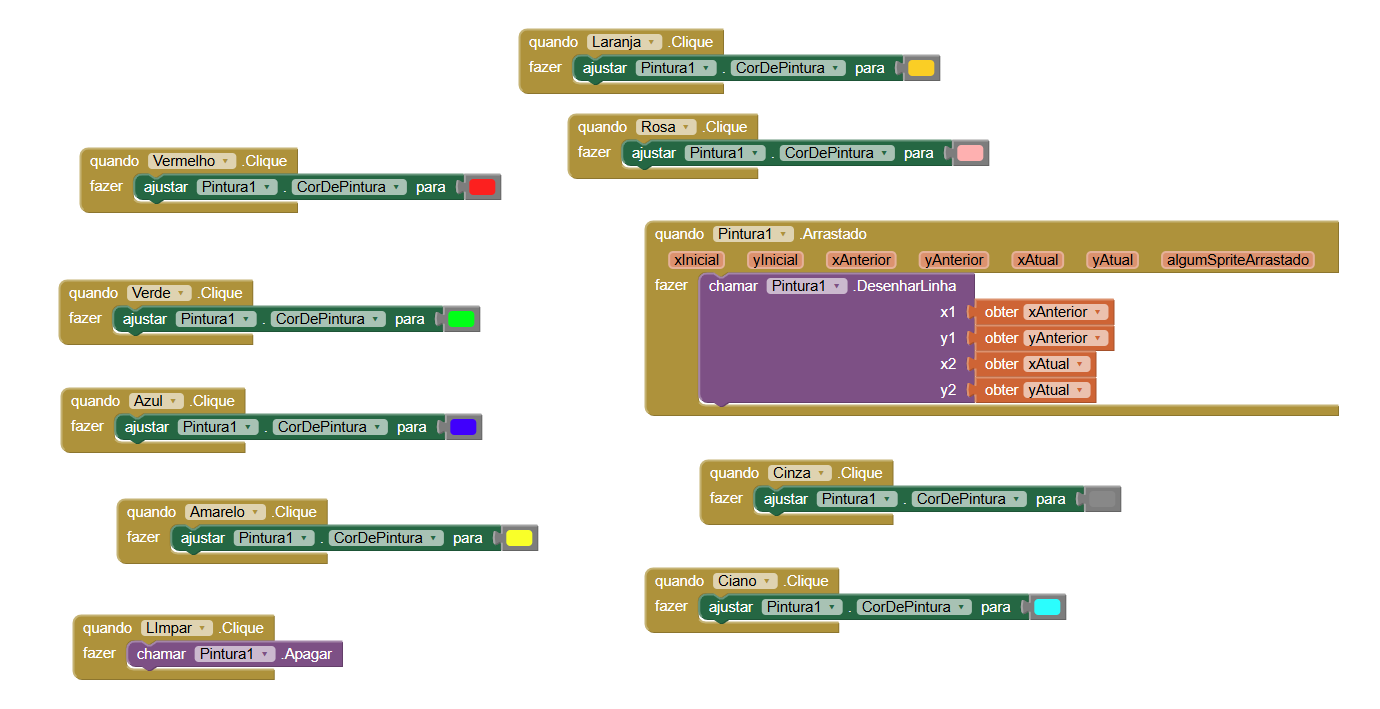 quando Laranja .Clique
fazer ajustar Pintura1 . CorDePintura para
quando Rosa .Clique
fazer ajustar Pintura1 . CorDePintura para
quando Vermelho .Clique
fazer ajustar Pintura1 . CorDePintura para
quando Pintura1 .Arrastado
xInicial yInicial xAnterior yAnterior xAtual yAtual algumSpriteArrastado
fazer chamar Pintura1 .DesenharLinha
x1 obter xAnterior
y1 obter yAnterior
x2 obter xAtual
y2 obter yAtual
quando Verde .Clique
fazer ajustar Pintura1 . CorDePintura para
quando Azul .Clique
fazer ajustar Pintura1 . CorDePintura para
quando Cinza .Clique
fazer ajustar Pintura1 . CorDePintura para
quando Amarelo .Clique
fazer ajustar Pintura1 . CorDePintura para
quando Ciano .Clique
fazer ajustar Pintura1 . CorDePintura para
quando LImpar .Clique
fazer chamar Pintura1 .Apagar